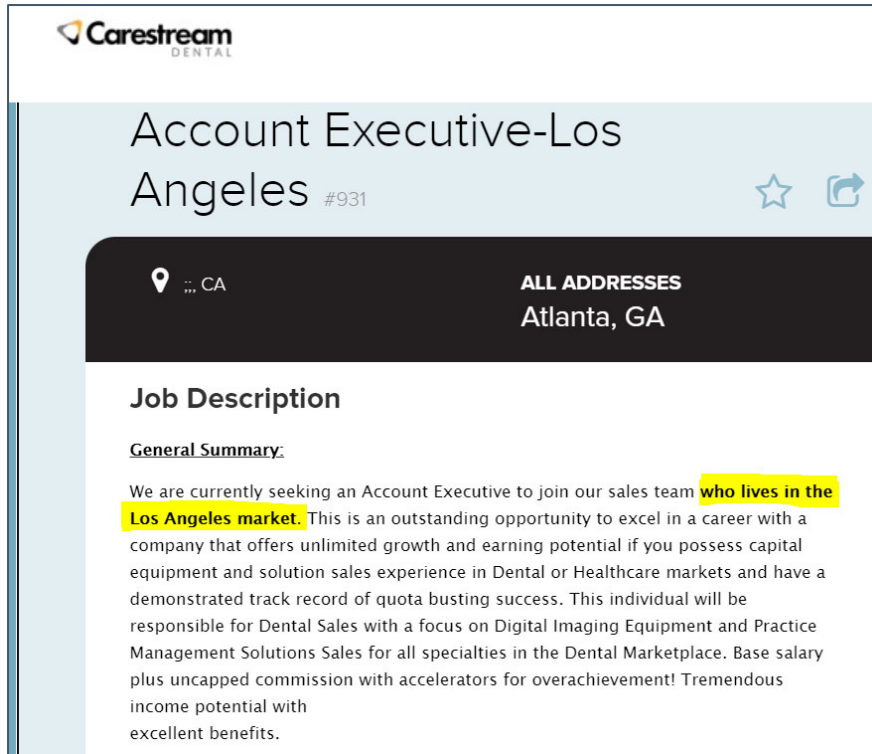 Carestream
DENTAL
Account Executive-Los
Angeles #931
;;, CA
ALL ADDRESSES
Atlanta, GA
Job Description
General Summary:
We are currently seeking an Account Executive to join our sales team who lives in the
Los Angeles market. This is an outstanding opportunity to excel in a career with a
company that offers unlimited growth and earning potential if you possess capital
equipment and solution sales experience in Dental or Healthcare markets and have a
demonstrated track record of quota busting success. This individual will be
responsible for Dental Sales with a focus on Digital Imaging Equipment and Practice
Management Solutions Sales for all specialties in the Dental Marketplace. Base salary
plus uncapped commission with accelerators for overachievement! Tremendous
income potential with
excellent benefits.